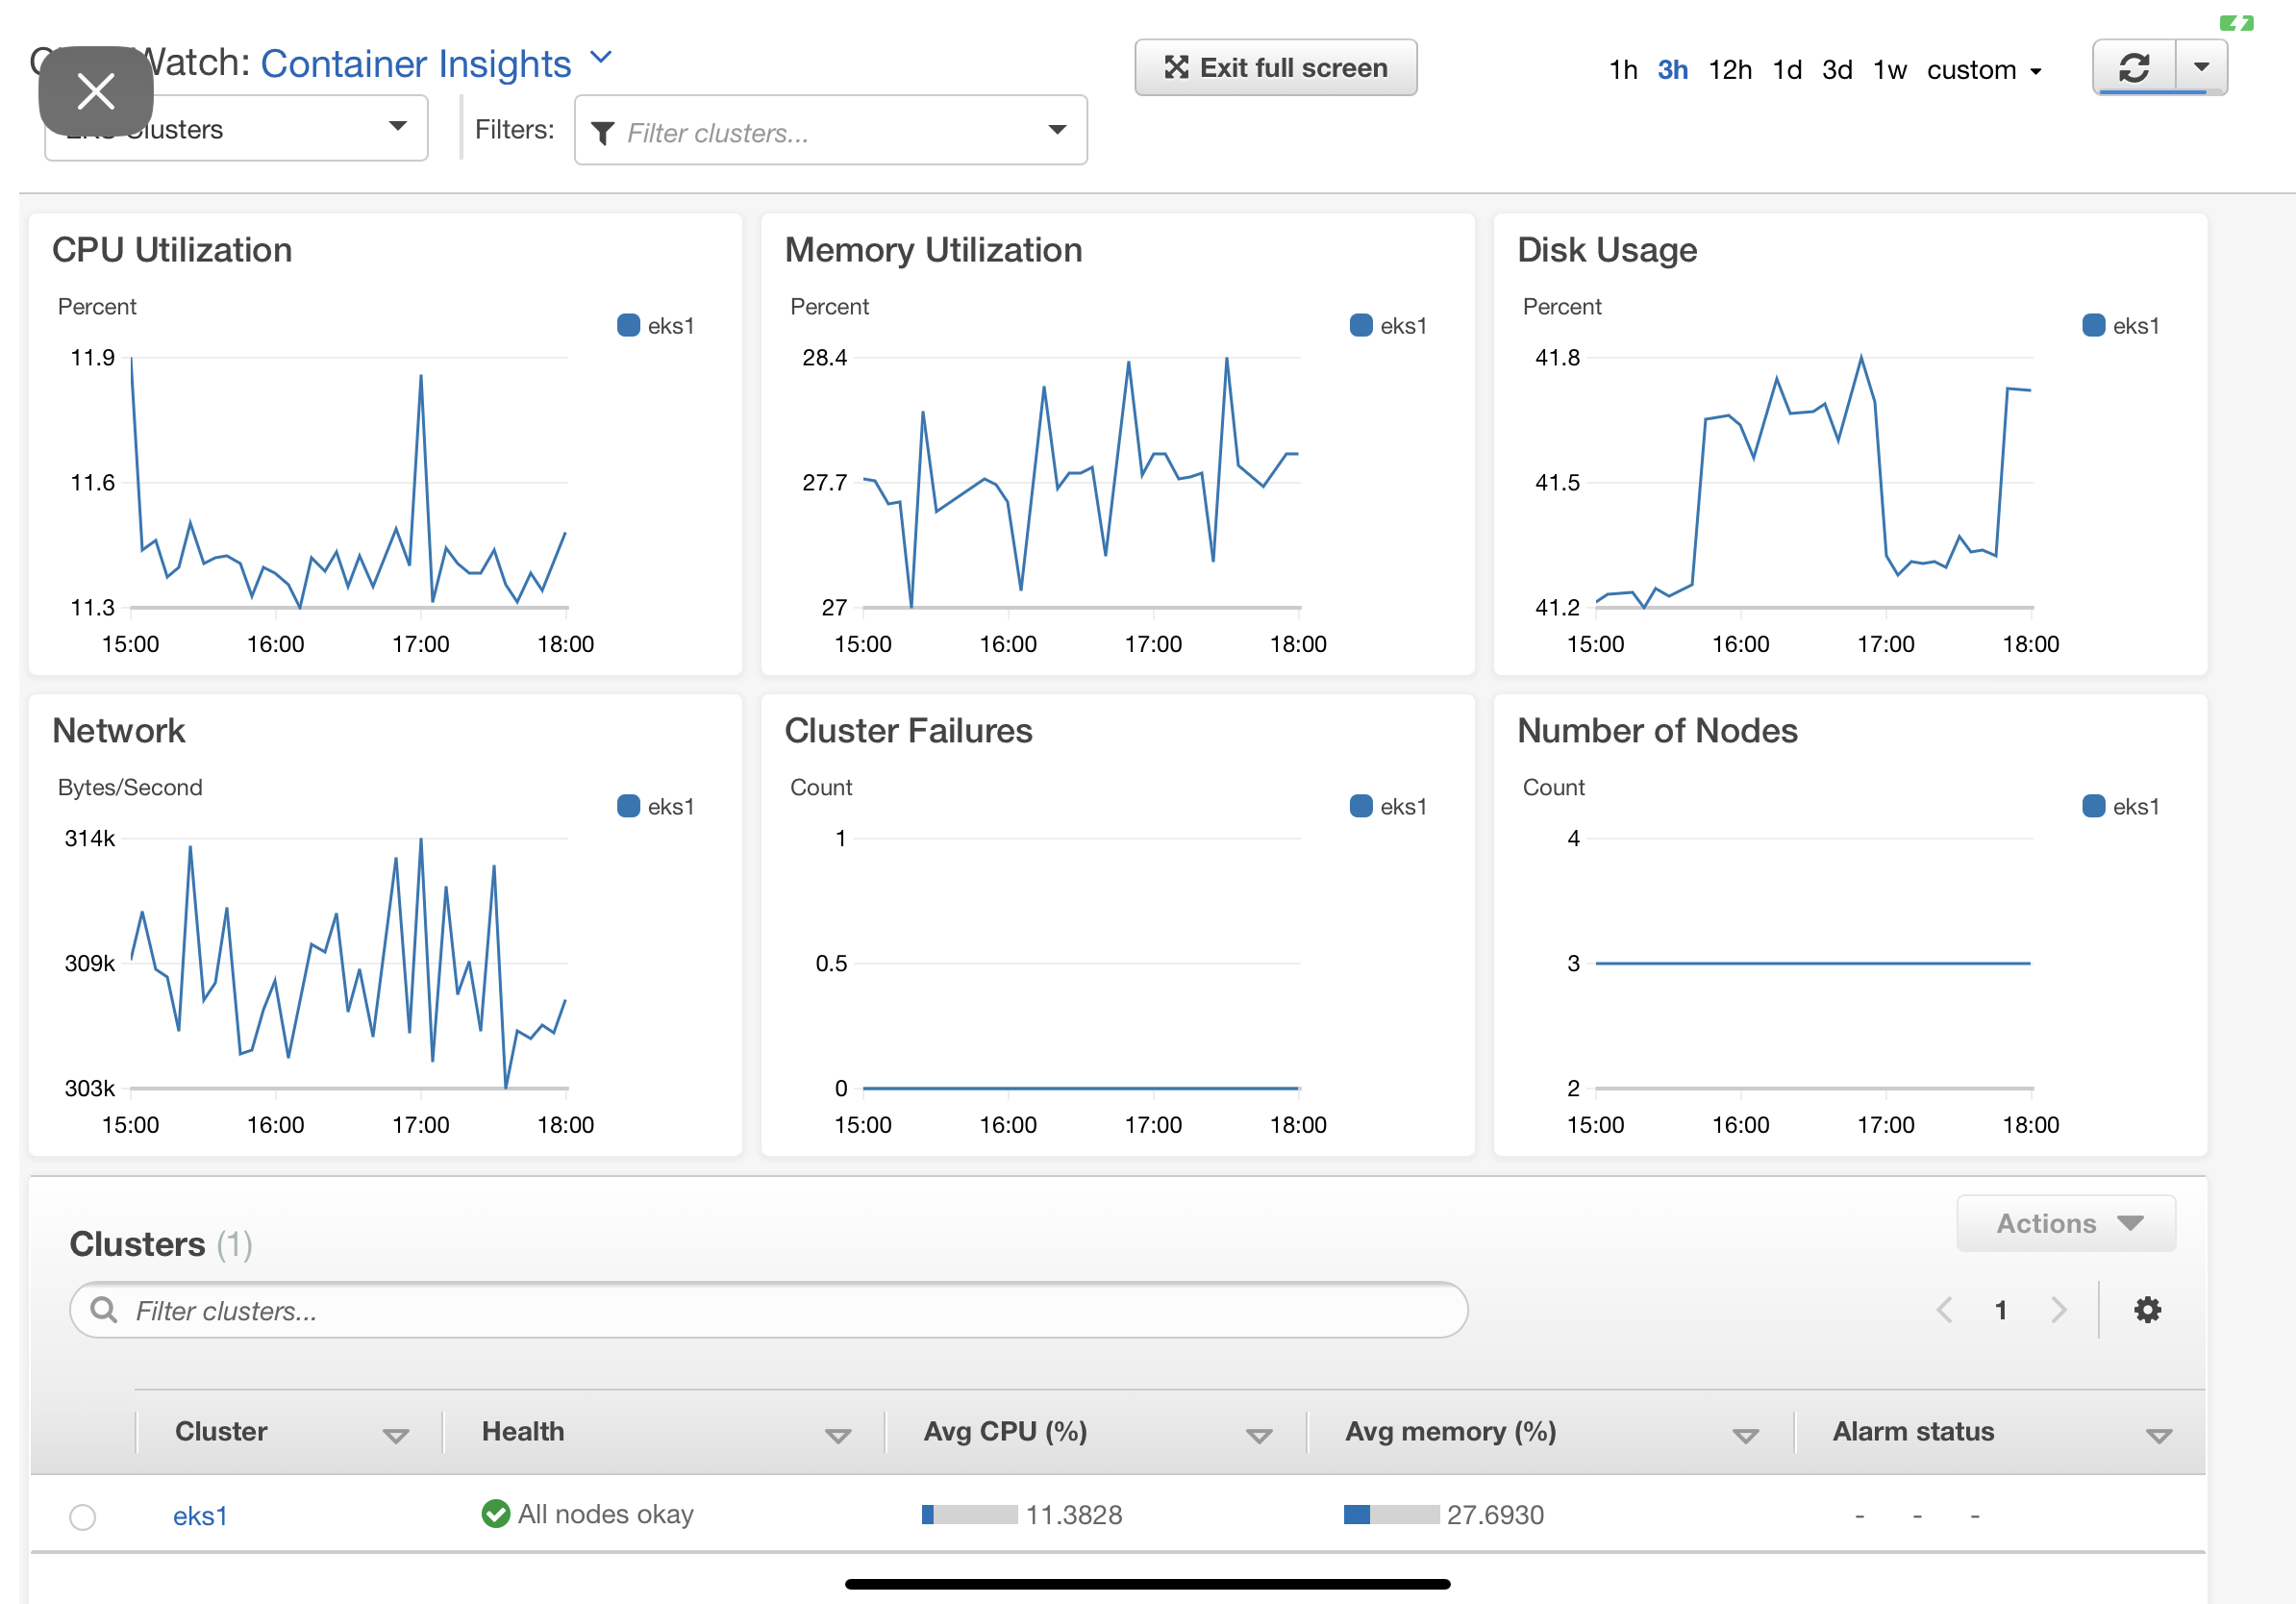 Watch: Container Insights
Exit full screen
1h 3h 12h 1d 3d 1w custom
Clusters
Filters:
Filter clusters...
CPU Utilization
Percent
eks1
11.9
11.6
11.3
15:00 16:00 17:00 18:00
Memory Utilization
Percent
eks1
28.4
27.7
27
15:00 16:00 17:00 18:00
Disk Usage
Percent
eks1
41.8
41.5
41.2
15:00 16:00 17:00 18:00
Network
Bytes/Second
eks1
314k
309k
303k
15:00 16:00 17:00 18:00
Cluster Failures
Count
eks1
1
0.5
0
15:00 16:00 17:00 18:00
Number of Nodes
Count
eks1
4
3
2
15:00 16:00 17:00 18:00
Actions
Clusters (1)
Filter clusters...
1
Cluster Health Avg CPU (%) Avg memory (%) Alarm status
eks1 All nodes okay 11.3828 27.6930 - - -